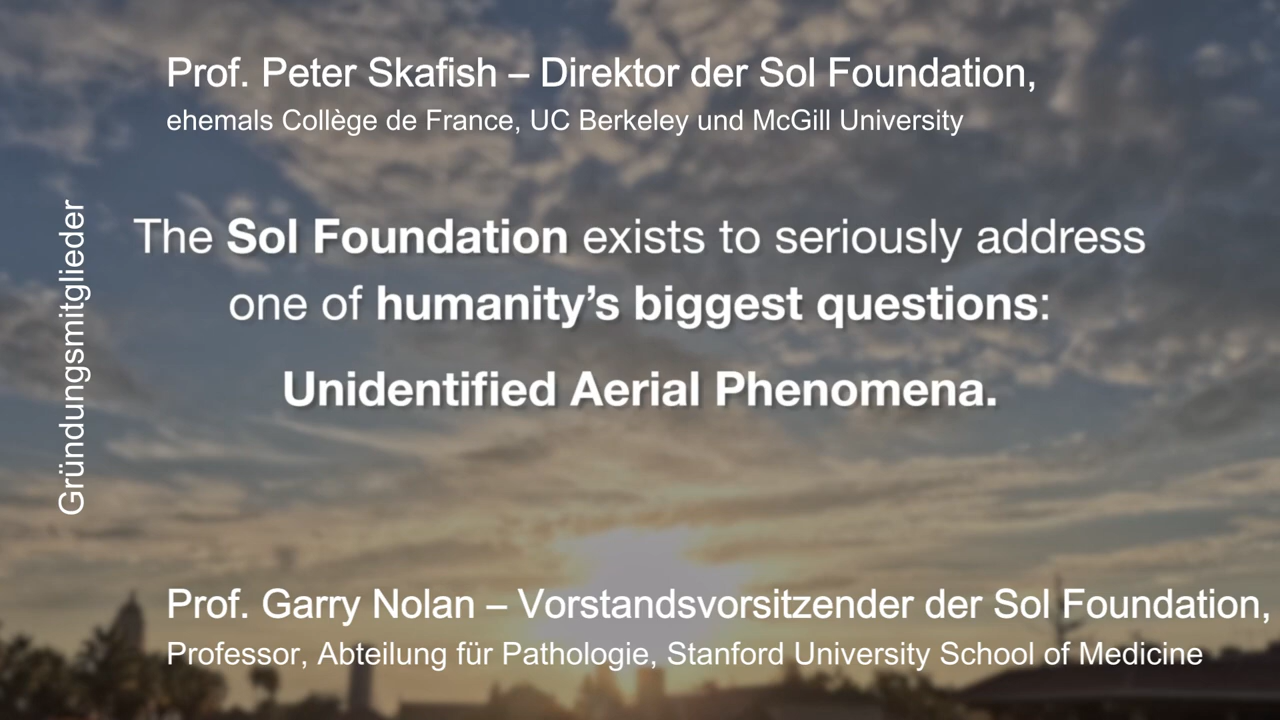 Prof. Peter Skafish – Direktor der Sol Foundation,
ehemals Collège de France, UC Berkeley und McGill University
Gründungsmitglieder
The Sol Foundation exists to seriously address
one of humanity’s biggest questions:
Unidentified Aerial Phenomena.
Prof. Garry Nolan – Vorstandsvorsitzender der Sol Foundation,
Professor, Abteilung für Pathologie, Stanford University School of Medicine